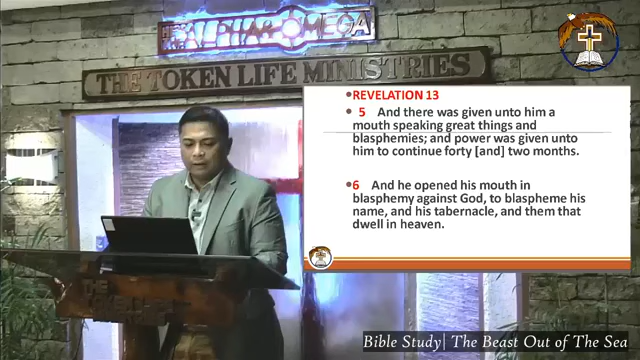 THE ALPHA & OMEGA
THE TOKEN LIFE MINISTRIES
REVELATION 13
5 And there was given unto him a
mouth speaking great things and
blasphemies; and power was given unto
him to continue forty [and] two months.
6 And he opened his mouth in
blasphemy against God, to blaspheme his
name, and his tabernacle, and them that
dwell in heaven.
Bible Study| The Beast Out of The Sea